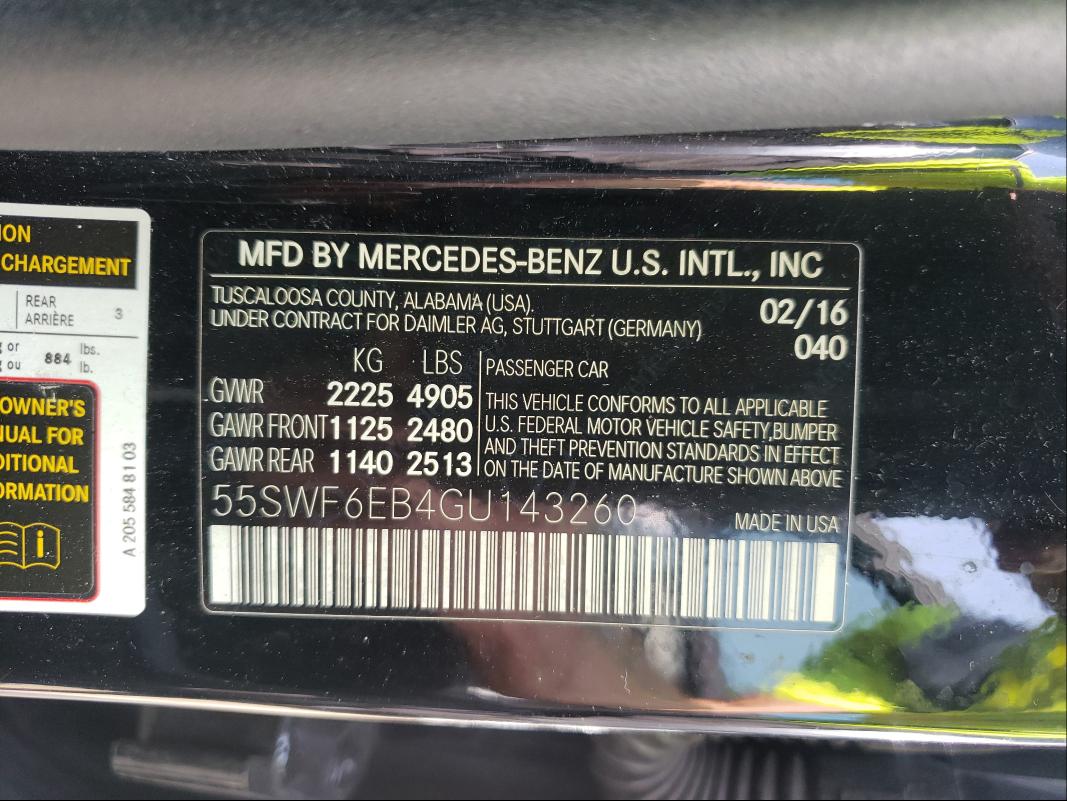 ION
CHARGEMENT
REAR
ARRIÈRE 3
g or
g ou 884 lbs.
lb.
OWNER'S
NUAL FOR
DITIONAL
ORMATION
A 205 584 81 03
MFD BY MERCEDES-BENZ U.S. INTL., INC
TUSCALOOSA COUNTY, ALABAMA (USA). 02/16
UNDER CONTRACT FOR DAIMLER AG, STUTTGART (GERMANY)
040
KG LBS
GVWR 2225 4905
GAWR FRONT 1125 2480
GAWR REAR 1140 2513
PASSENGER CAR
THIS VEHICLE CONFORMS TO ALL APPLICABLE
U.S. FEDERAL MOTOR VEHICLE SAFETY,BUMPER
AND THEFT PREVENTION STANDARDS IN EFFECT
ON THE DATE OF MANUFACTURE SHOWN ABOVE
55SWF6EB4GU143260
MADE IN USA